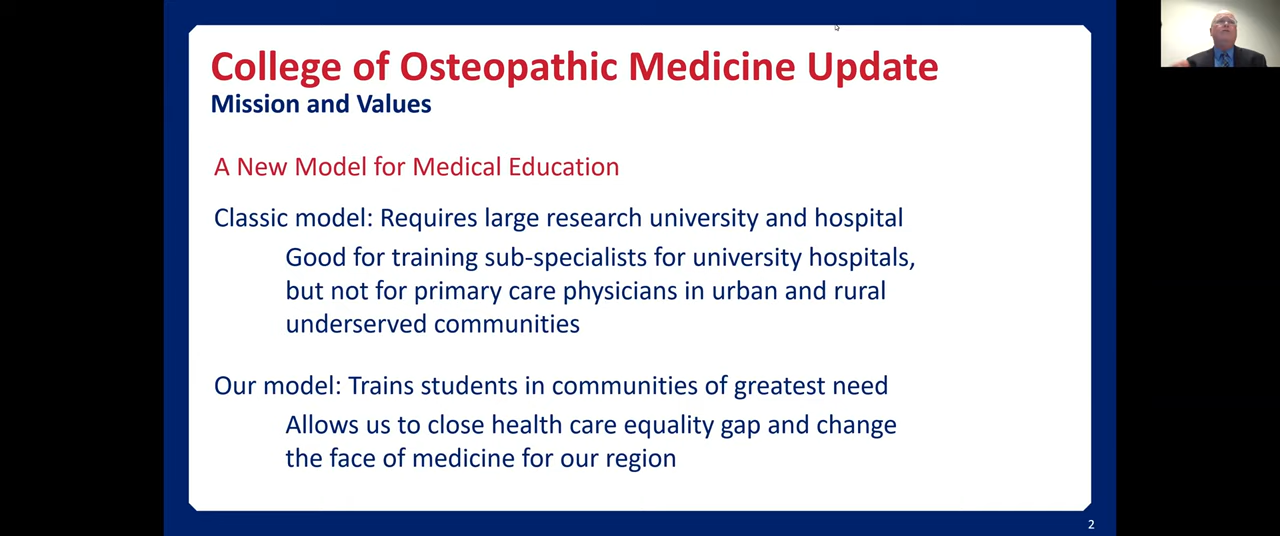 College of Osteopathic Medicine Update
Mission and Values
A New Model for Medical Education
Classic model: Requires large research university and hospital
Good for training sub-specialists for university hospitals,
but not for primary care physicians in urban and rural
underserved communities
Our model: Trains students in communities of greatest need
Allows us to close health care equality gap and change
the face of medicine for our region
2